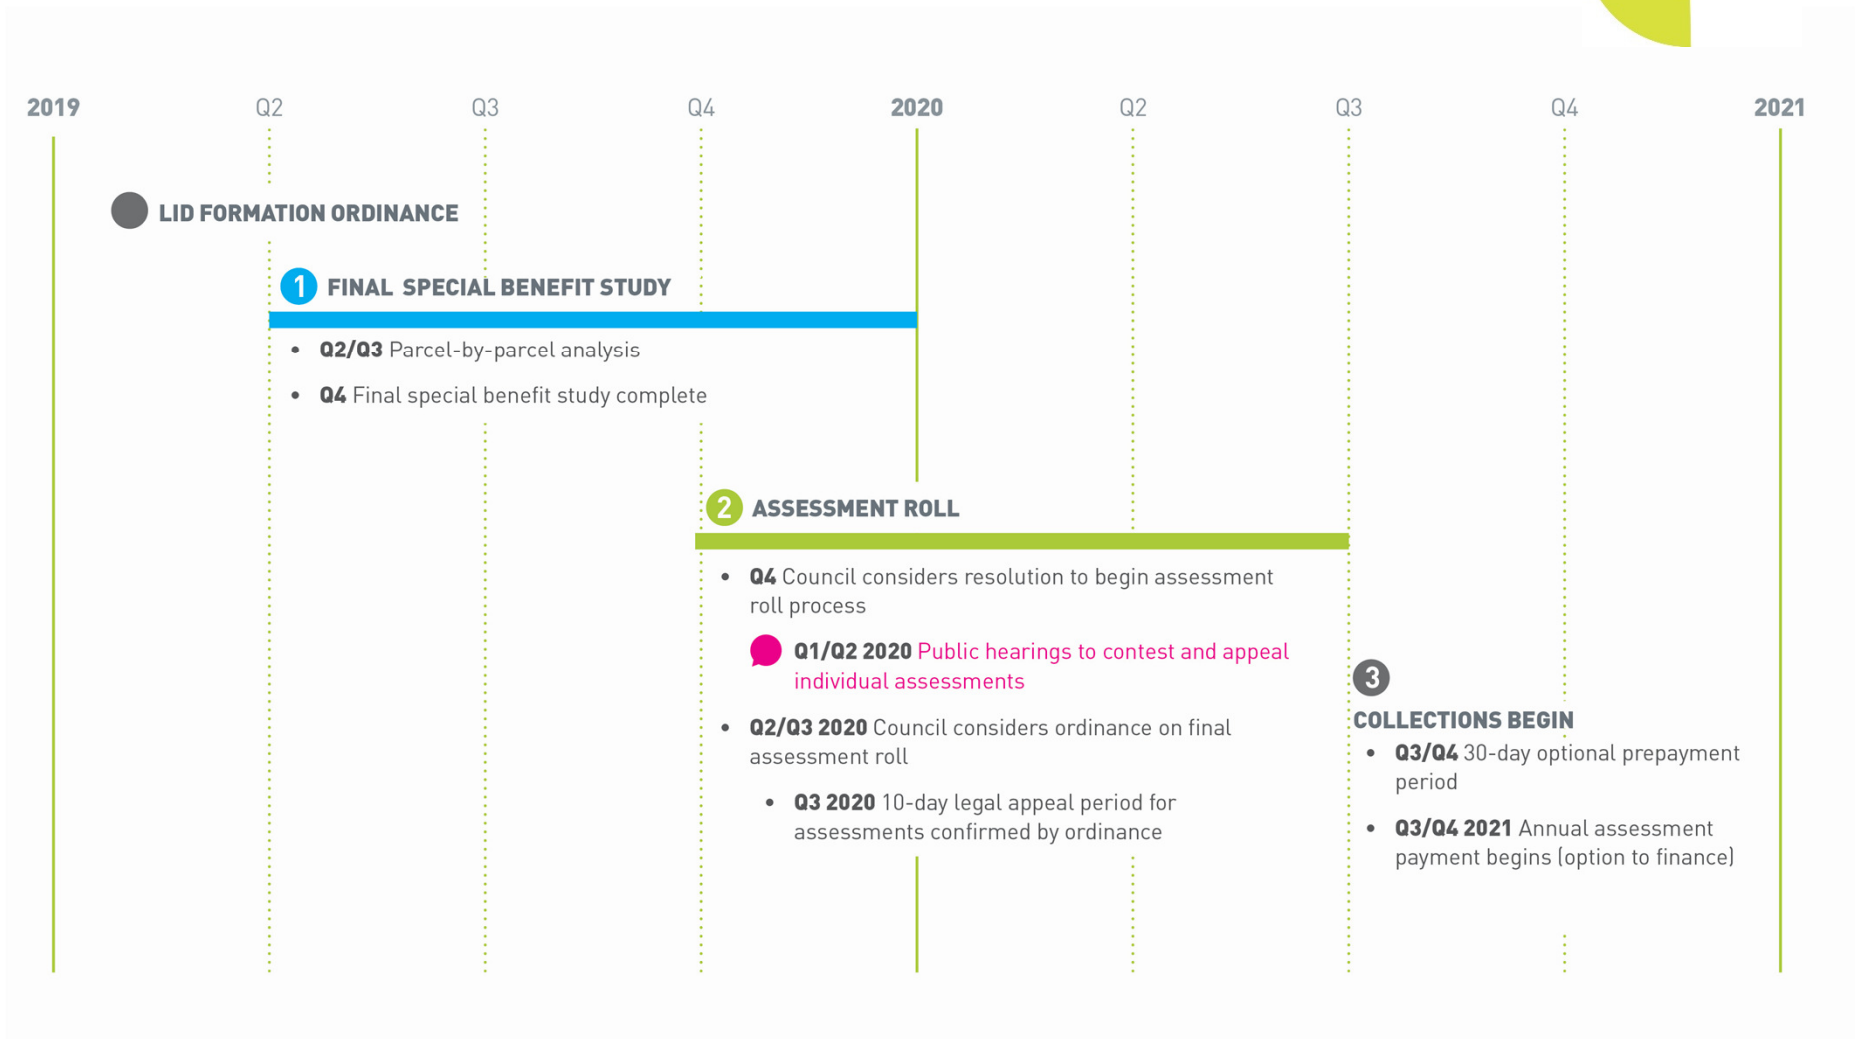 2019 Q2 Q3 Q4 2020 Q2 Q3 Q4 2021
LID FORMATION ORDINANCE
1 FINAL SPECIAL BENEFIT STUDY
• Q2/Q3 Parcel-by-parcel analysis
• Q4 Final special benefit study complete
2 ASSESSMENT ROLL
• Q4 Council considers resolution to begin assessment
roll process
Q1/Q2 2020 Public hearings to contest and appeal
individual assessments
• Q2/Q3 2020 Council considers ordinance on final
assessment roll
• Q3 2020 10-day legal appeal period for
assessments confirmed by ordinance
3
COLLECTIONS BEGIN
• Q3/Q4 30-day optional prepayment
period
• Q3/Q4 2021 Annual assessment
payment begins (option to finance)